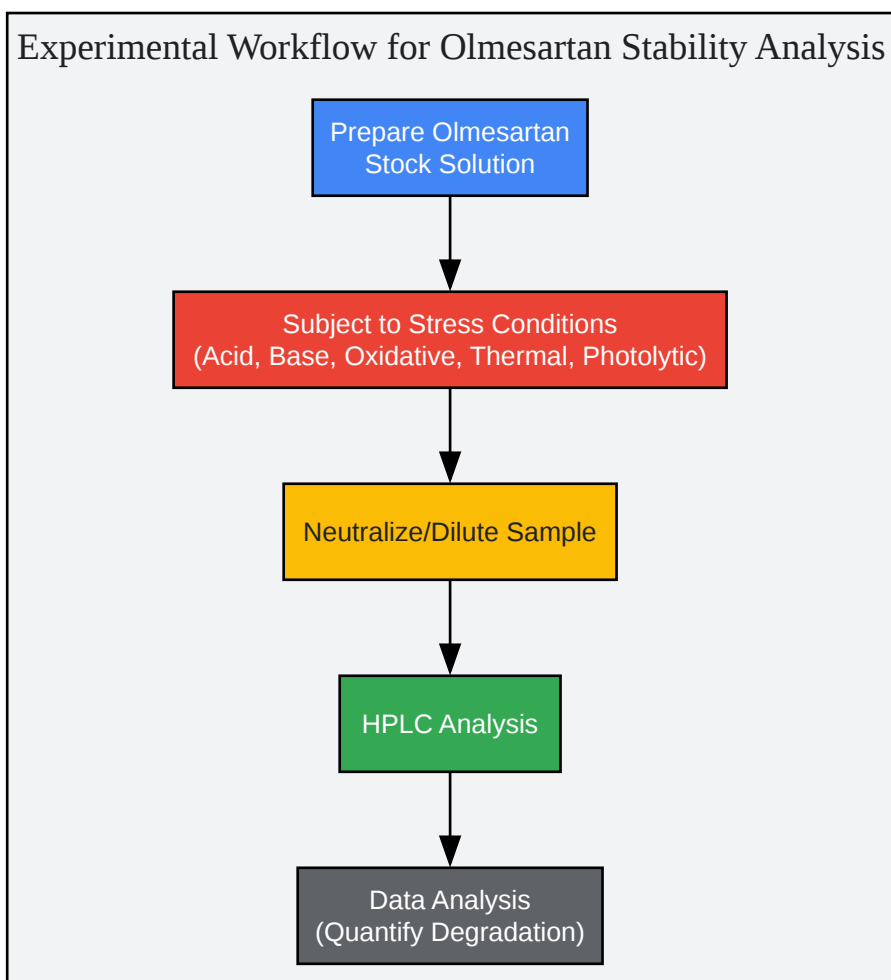 Experimental Workflow for Olmesartan Stability Analysis
Prepare Olmesartan
Stock Solution
Subject to Stress Conditions
(Acid, Base, Oxidative, Thermal, Photolytic)
Neutralize/Dilute Sample
HPLC Analysis
Data Analysis
(Quantify Degradation)